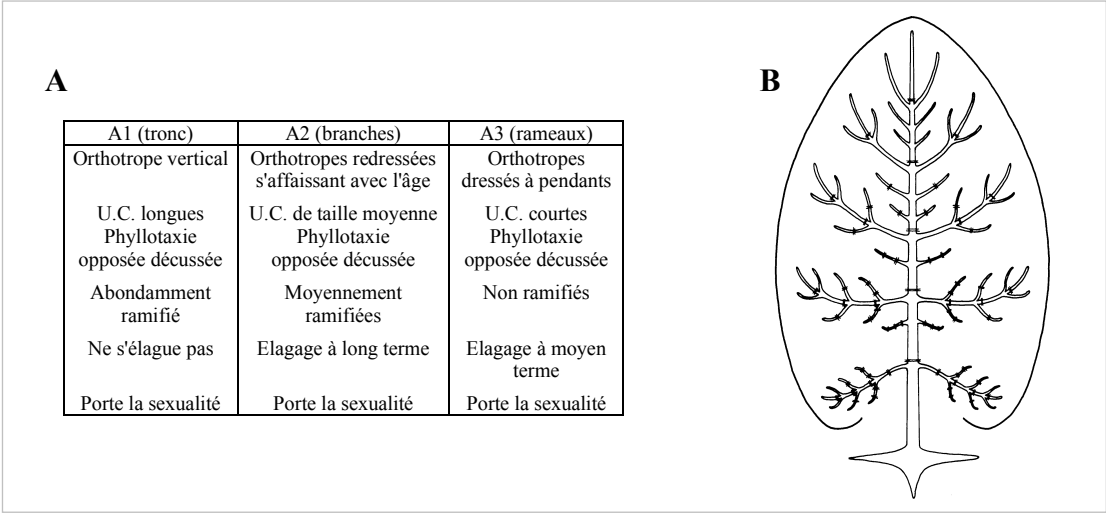 A
B
A1 (tronc) A2 (branches) A3 (rameaux)
Orthotrope vertical Orthotropes redressées Orthotropes
s'affaissant avec l'âge dressés à pendants
U.C. longues U.C. de taille moyenne U.C. courtes
Phyllotaxie Phyllotaxie Phyllotaxie
opposée décussée opposée décussée opposée décussée
Abondamment Moyennement Non ramifiés
ramifié ramifiées
Ne s'élague pas Elagage à long terme Elagage à moyen
terme
Porte la sexualité Porte la sexualité Porte la sexualité